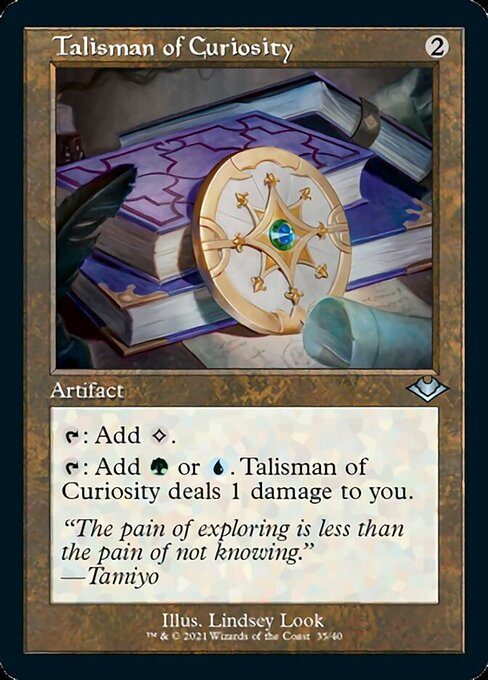 Talisman of Curiosity 2
Artifact
: Add .
: Add or . Talisman of
Curiosity deals 1 damage to you.
“The pain of exploring is less than
the pain of not knowing.”
—Tamiyo
Illus. Lindsey Look
™ & © 2021 Wizards of the Coast 35/40